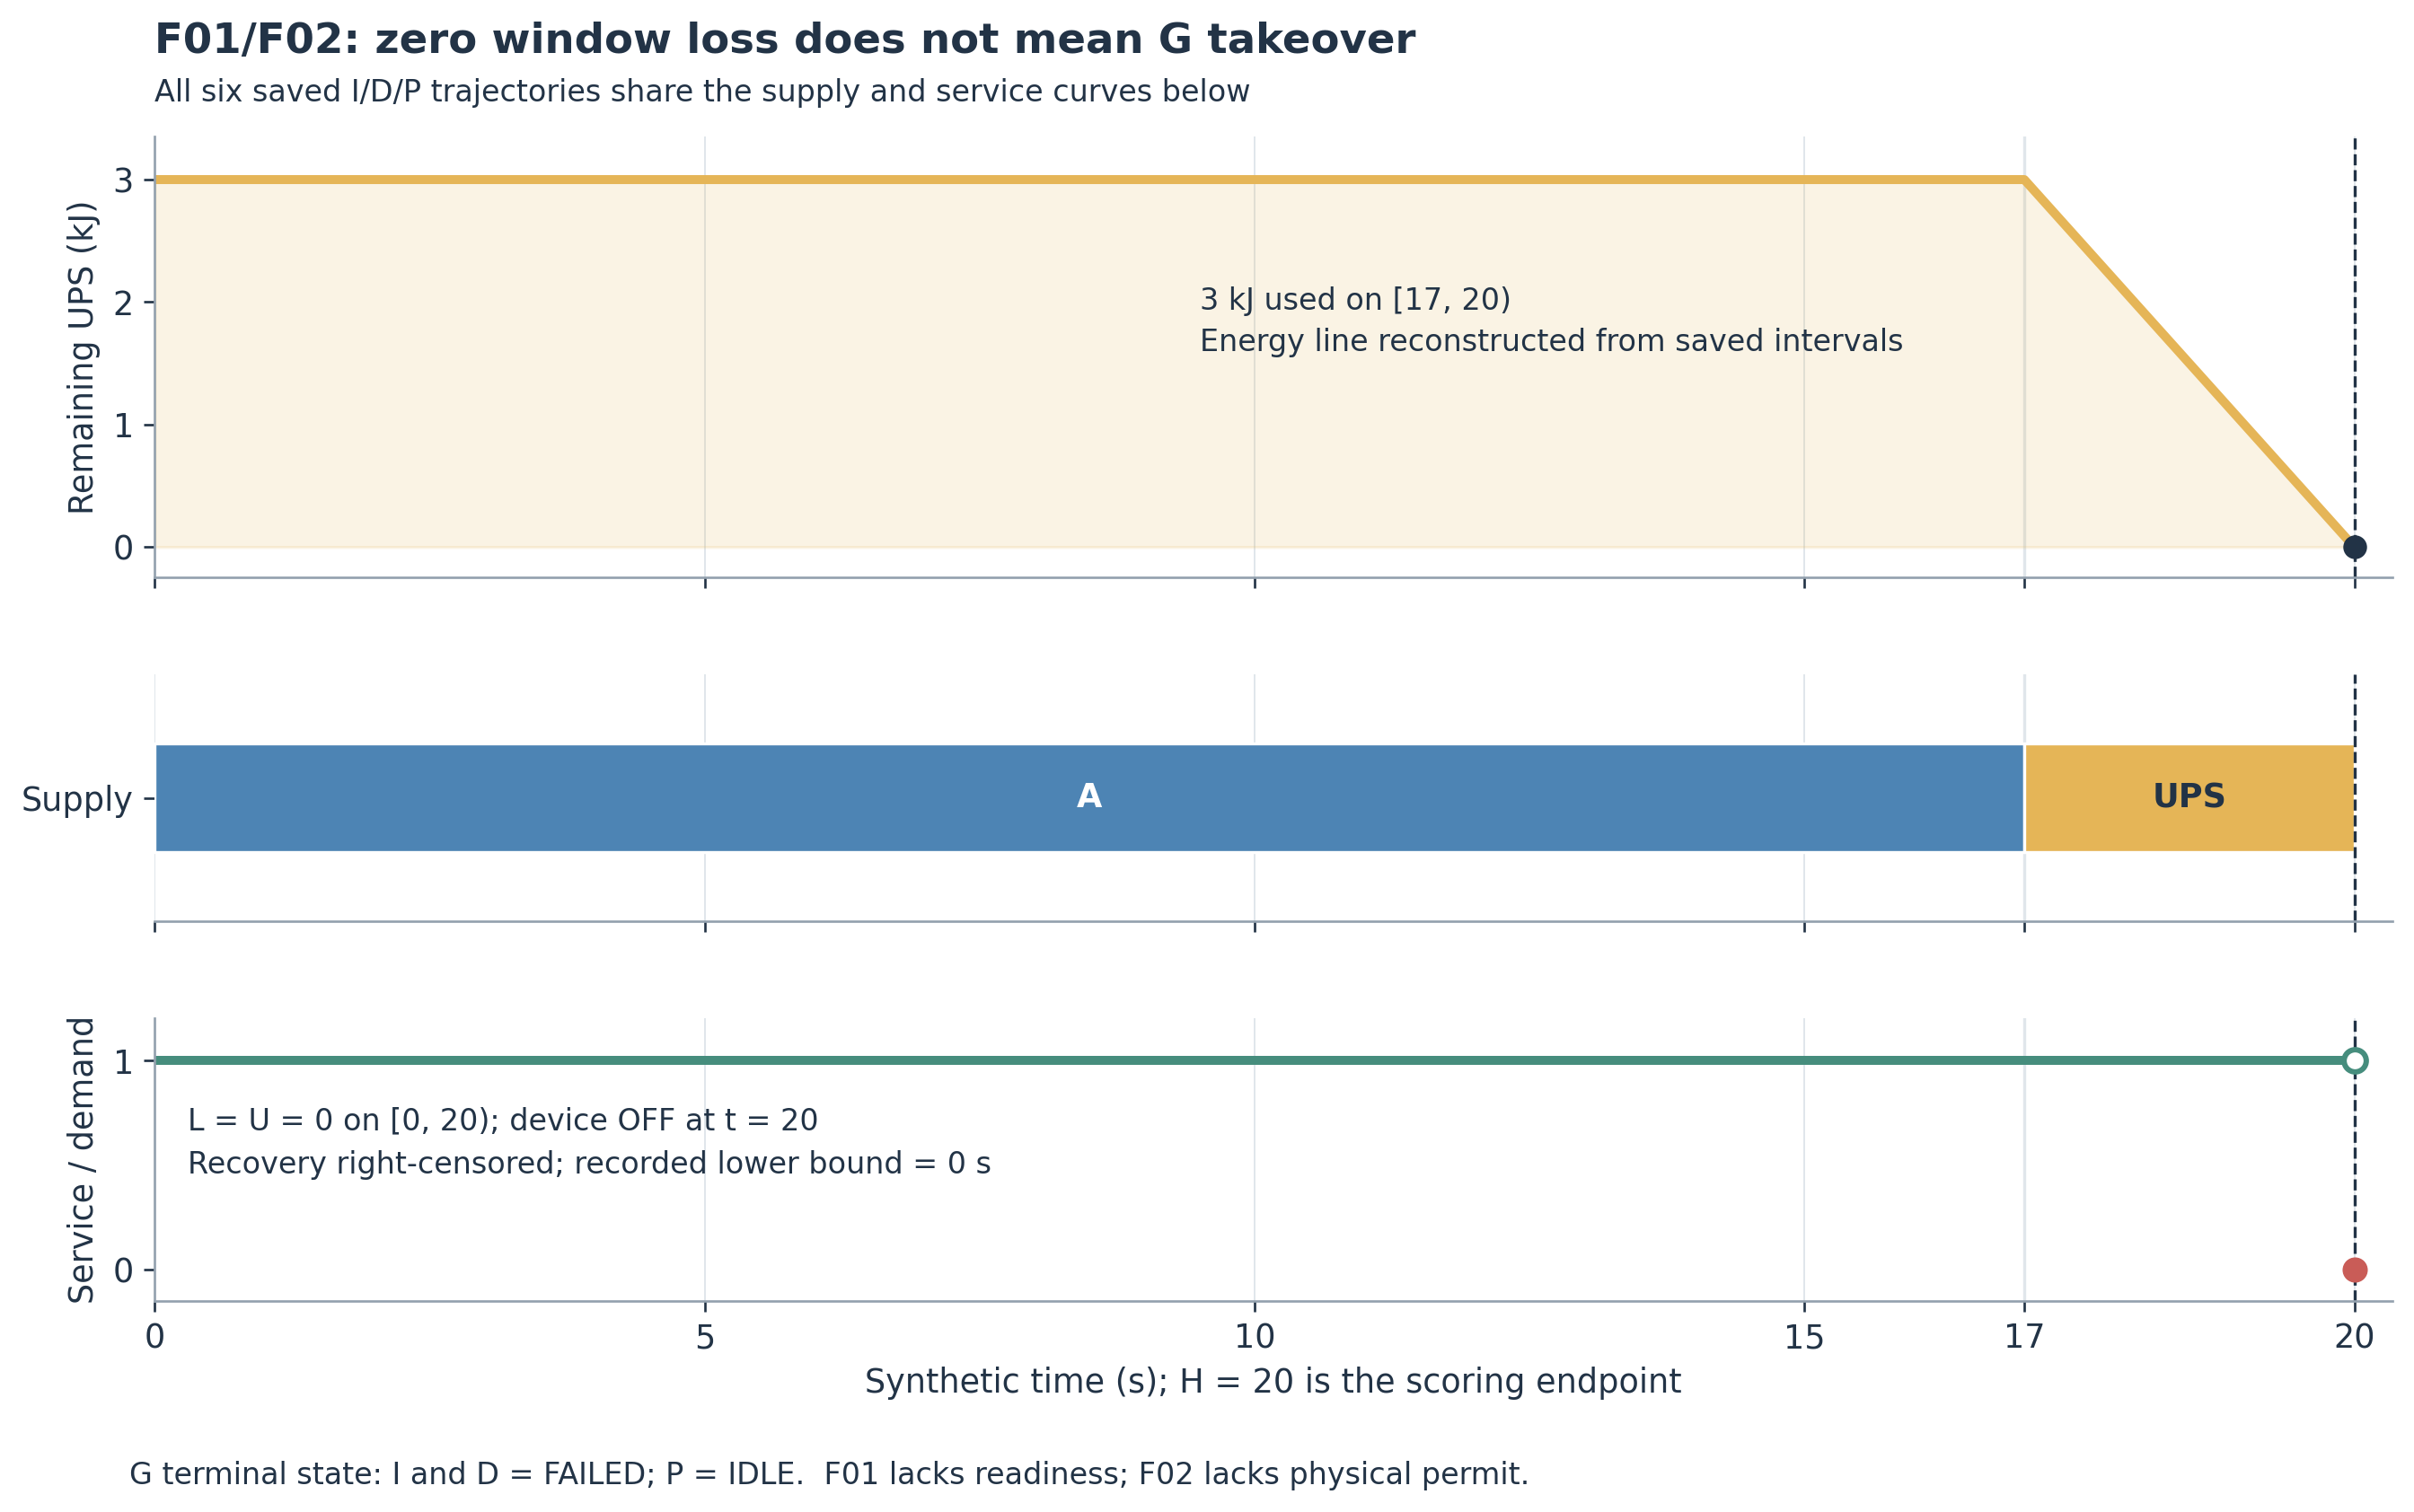 F01/F02: zero window loss does not mean G takeover
All six saved I/D/P trajectories share the supply and service curves below
Remaining UPS (kJ)
3
2
1
0
3 kJ used on [17, 20)
Energy line reconstructed from saved intervals
Supply
A
UPS
Service / demand
1
0
L = U = 0 on [0, 20); device OFF at t = 20
Recovery right-censored; recorded lower bound = 0 s
0 5 10 15 17 20
Synthetic time (s); H = 20 is the scoring endpoint
G terminal state: I and D = FAILED; P = IDLE. F01 lacks readiness; F02 lacks physical permit.